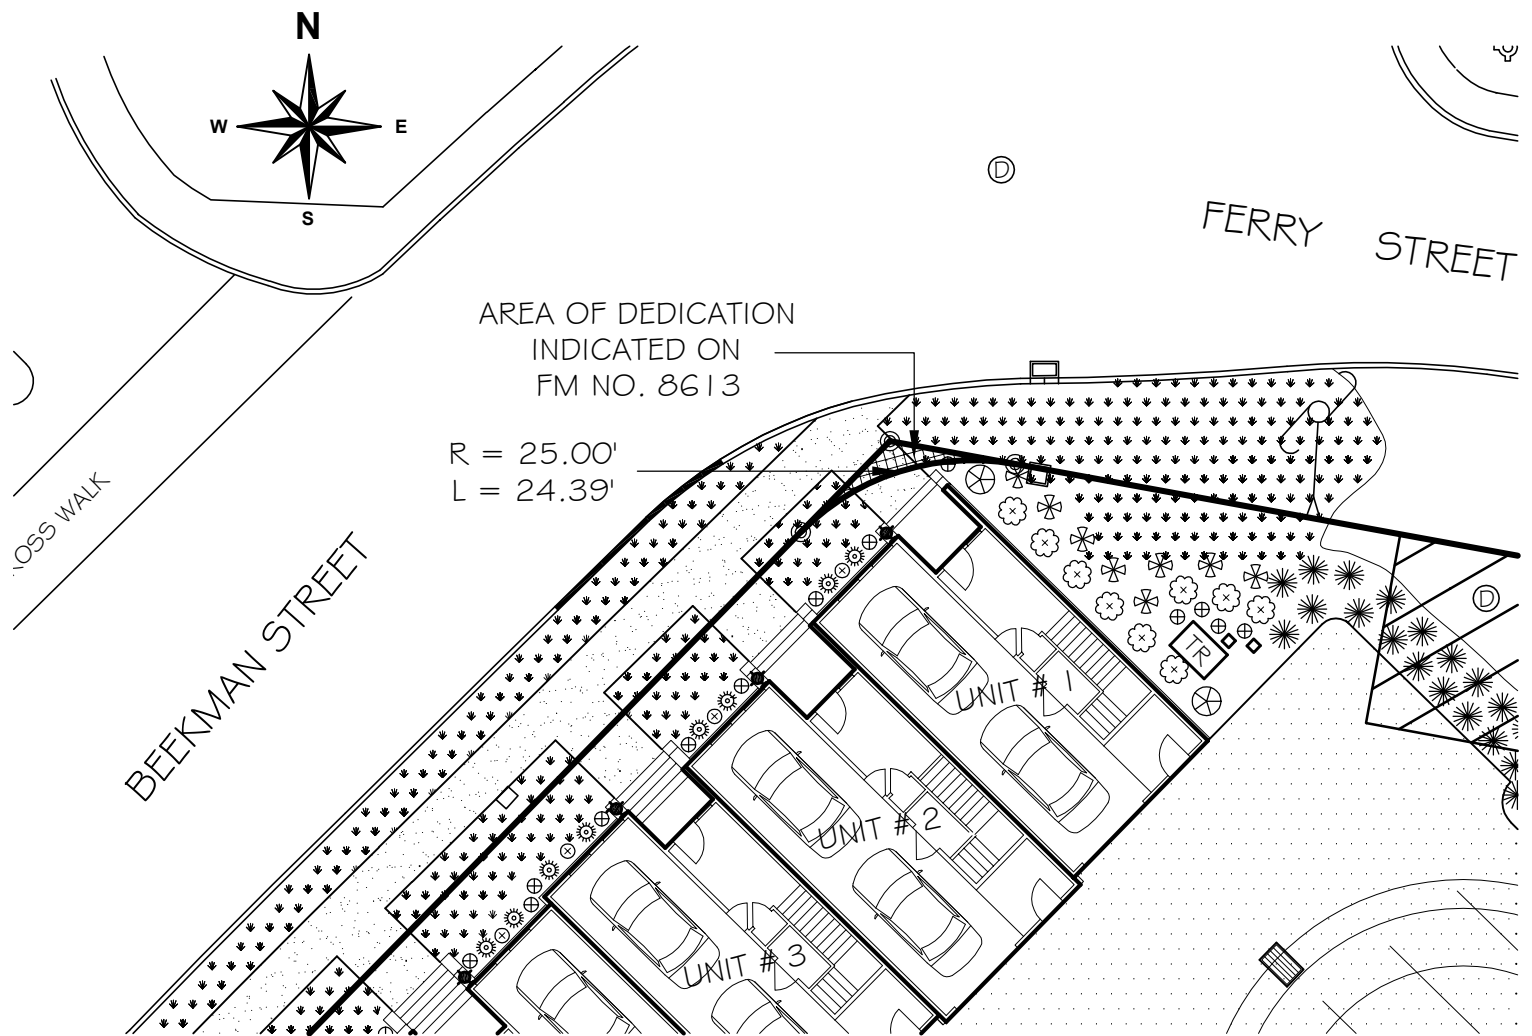 N
W
E
S
D
FERRY STREET
AREA OF DEDICATION
INDICATED ON
FM NO. 8613
R = 25.00'
L = 24.39'
WALK
BEEKMAN STREET
D
TR
UNIT # 1
UNIT # 2
UNIT # 3